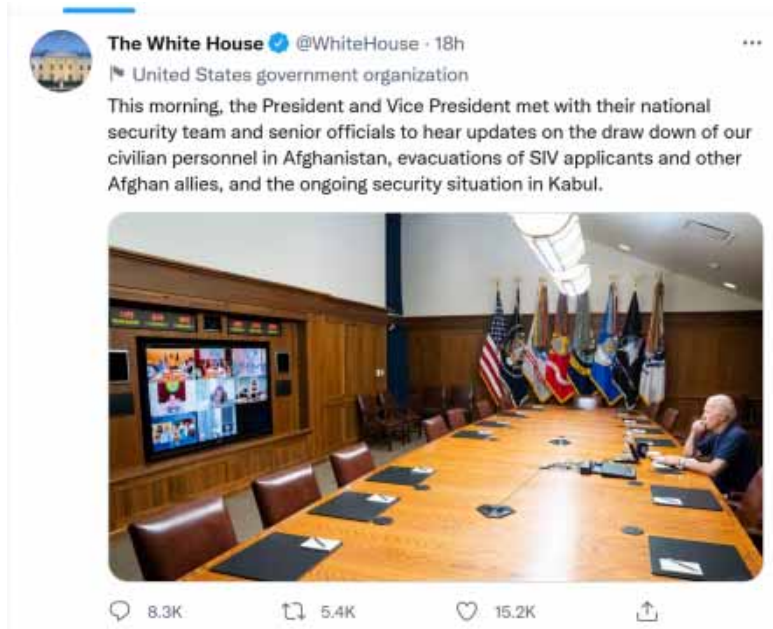 The White House @WhiteHouse · 18h
United States government organization
This morning, the President and Vice President met with their national
security team and senior officials to hear updates on the draw down of our
civilian personnel in Afghanistan, evacuations of SIV applicants and other
Afghan allies, and the ongoing security situation in Kabul.
8.3K 5.4K 15.2K